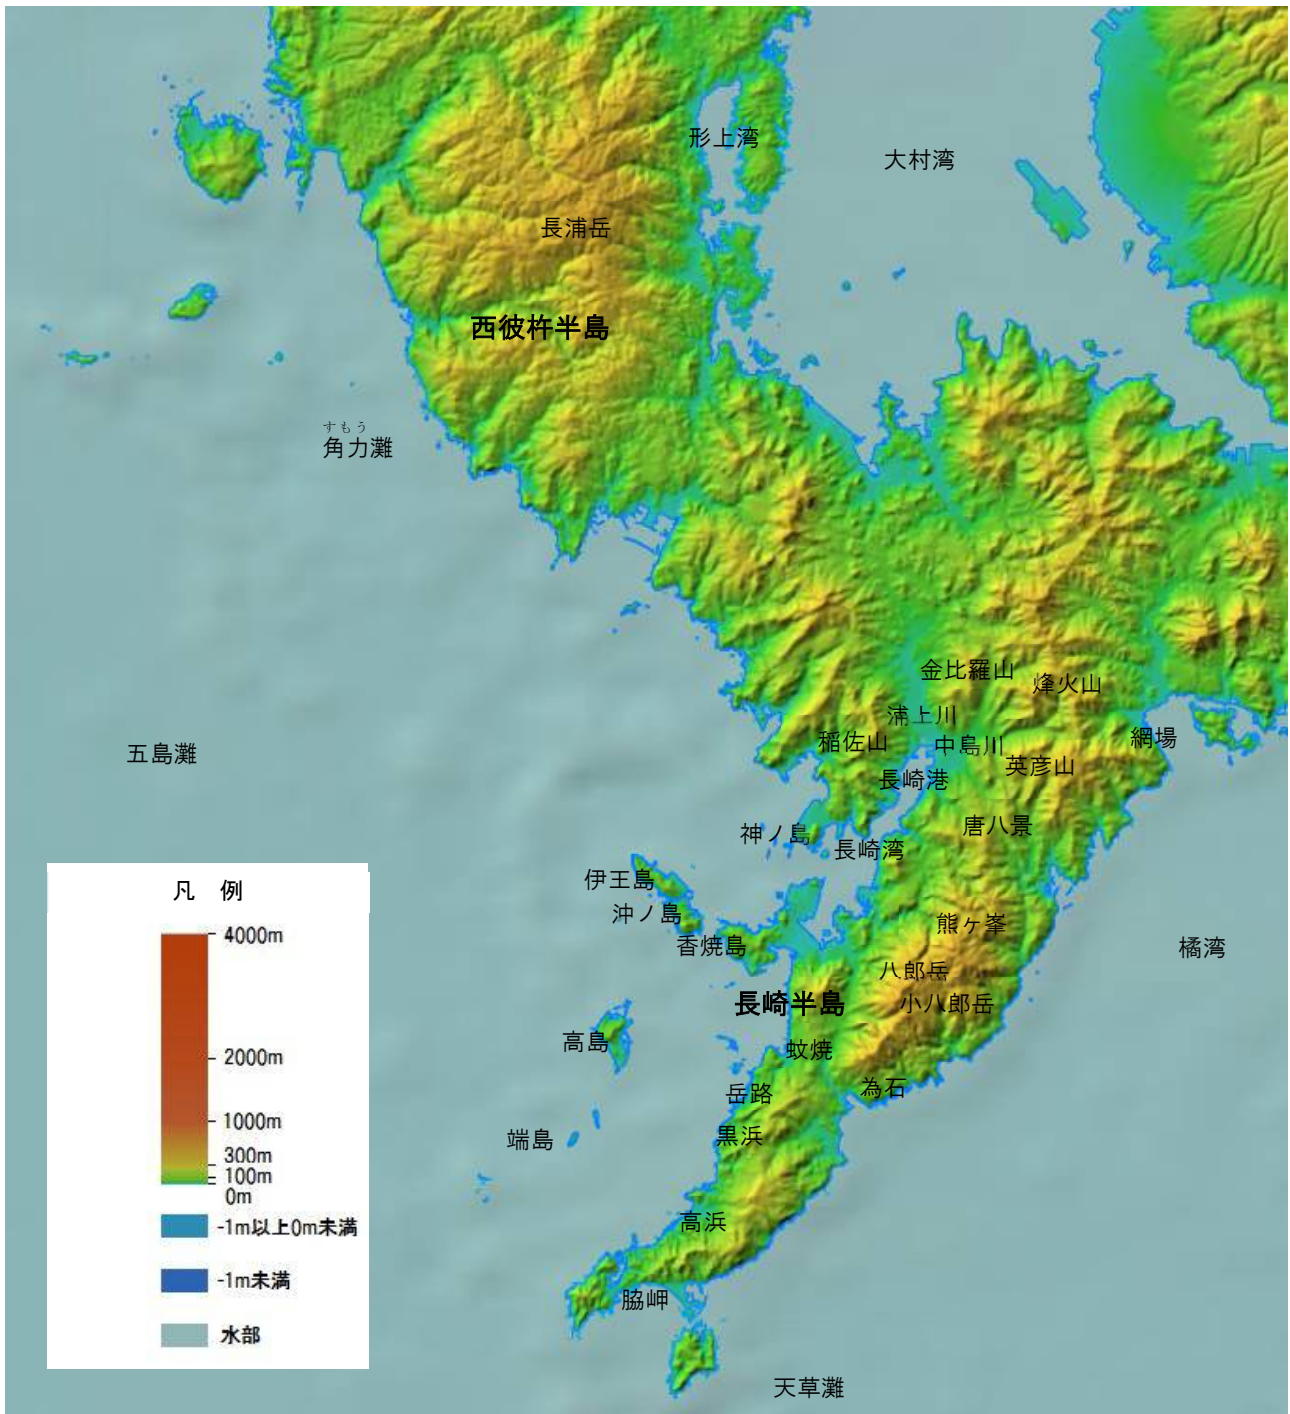 形上湾
大村湾
長浦岳
西彼杵半島
すもう
角力灘
金比羅山
烽火山
浦上川
稲佐山
中島川
網場
五島灘
英彦山
長崎港
唐八景
神ノ島
長崎湾
伊王島
沖ノ島
熊ヶ峯
香焼島
橘湾
八郎岳
長崎半島
小八郎岳
高島
蚊焼
岳路
為石
黒浜
端島
高浜
脇岬
天草灘
凡 例
4000m
2000m
1000m
300m
100m
0m
-1m以上0m未満
-1m未満
水部